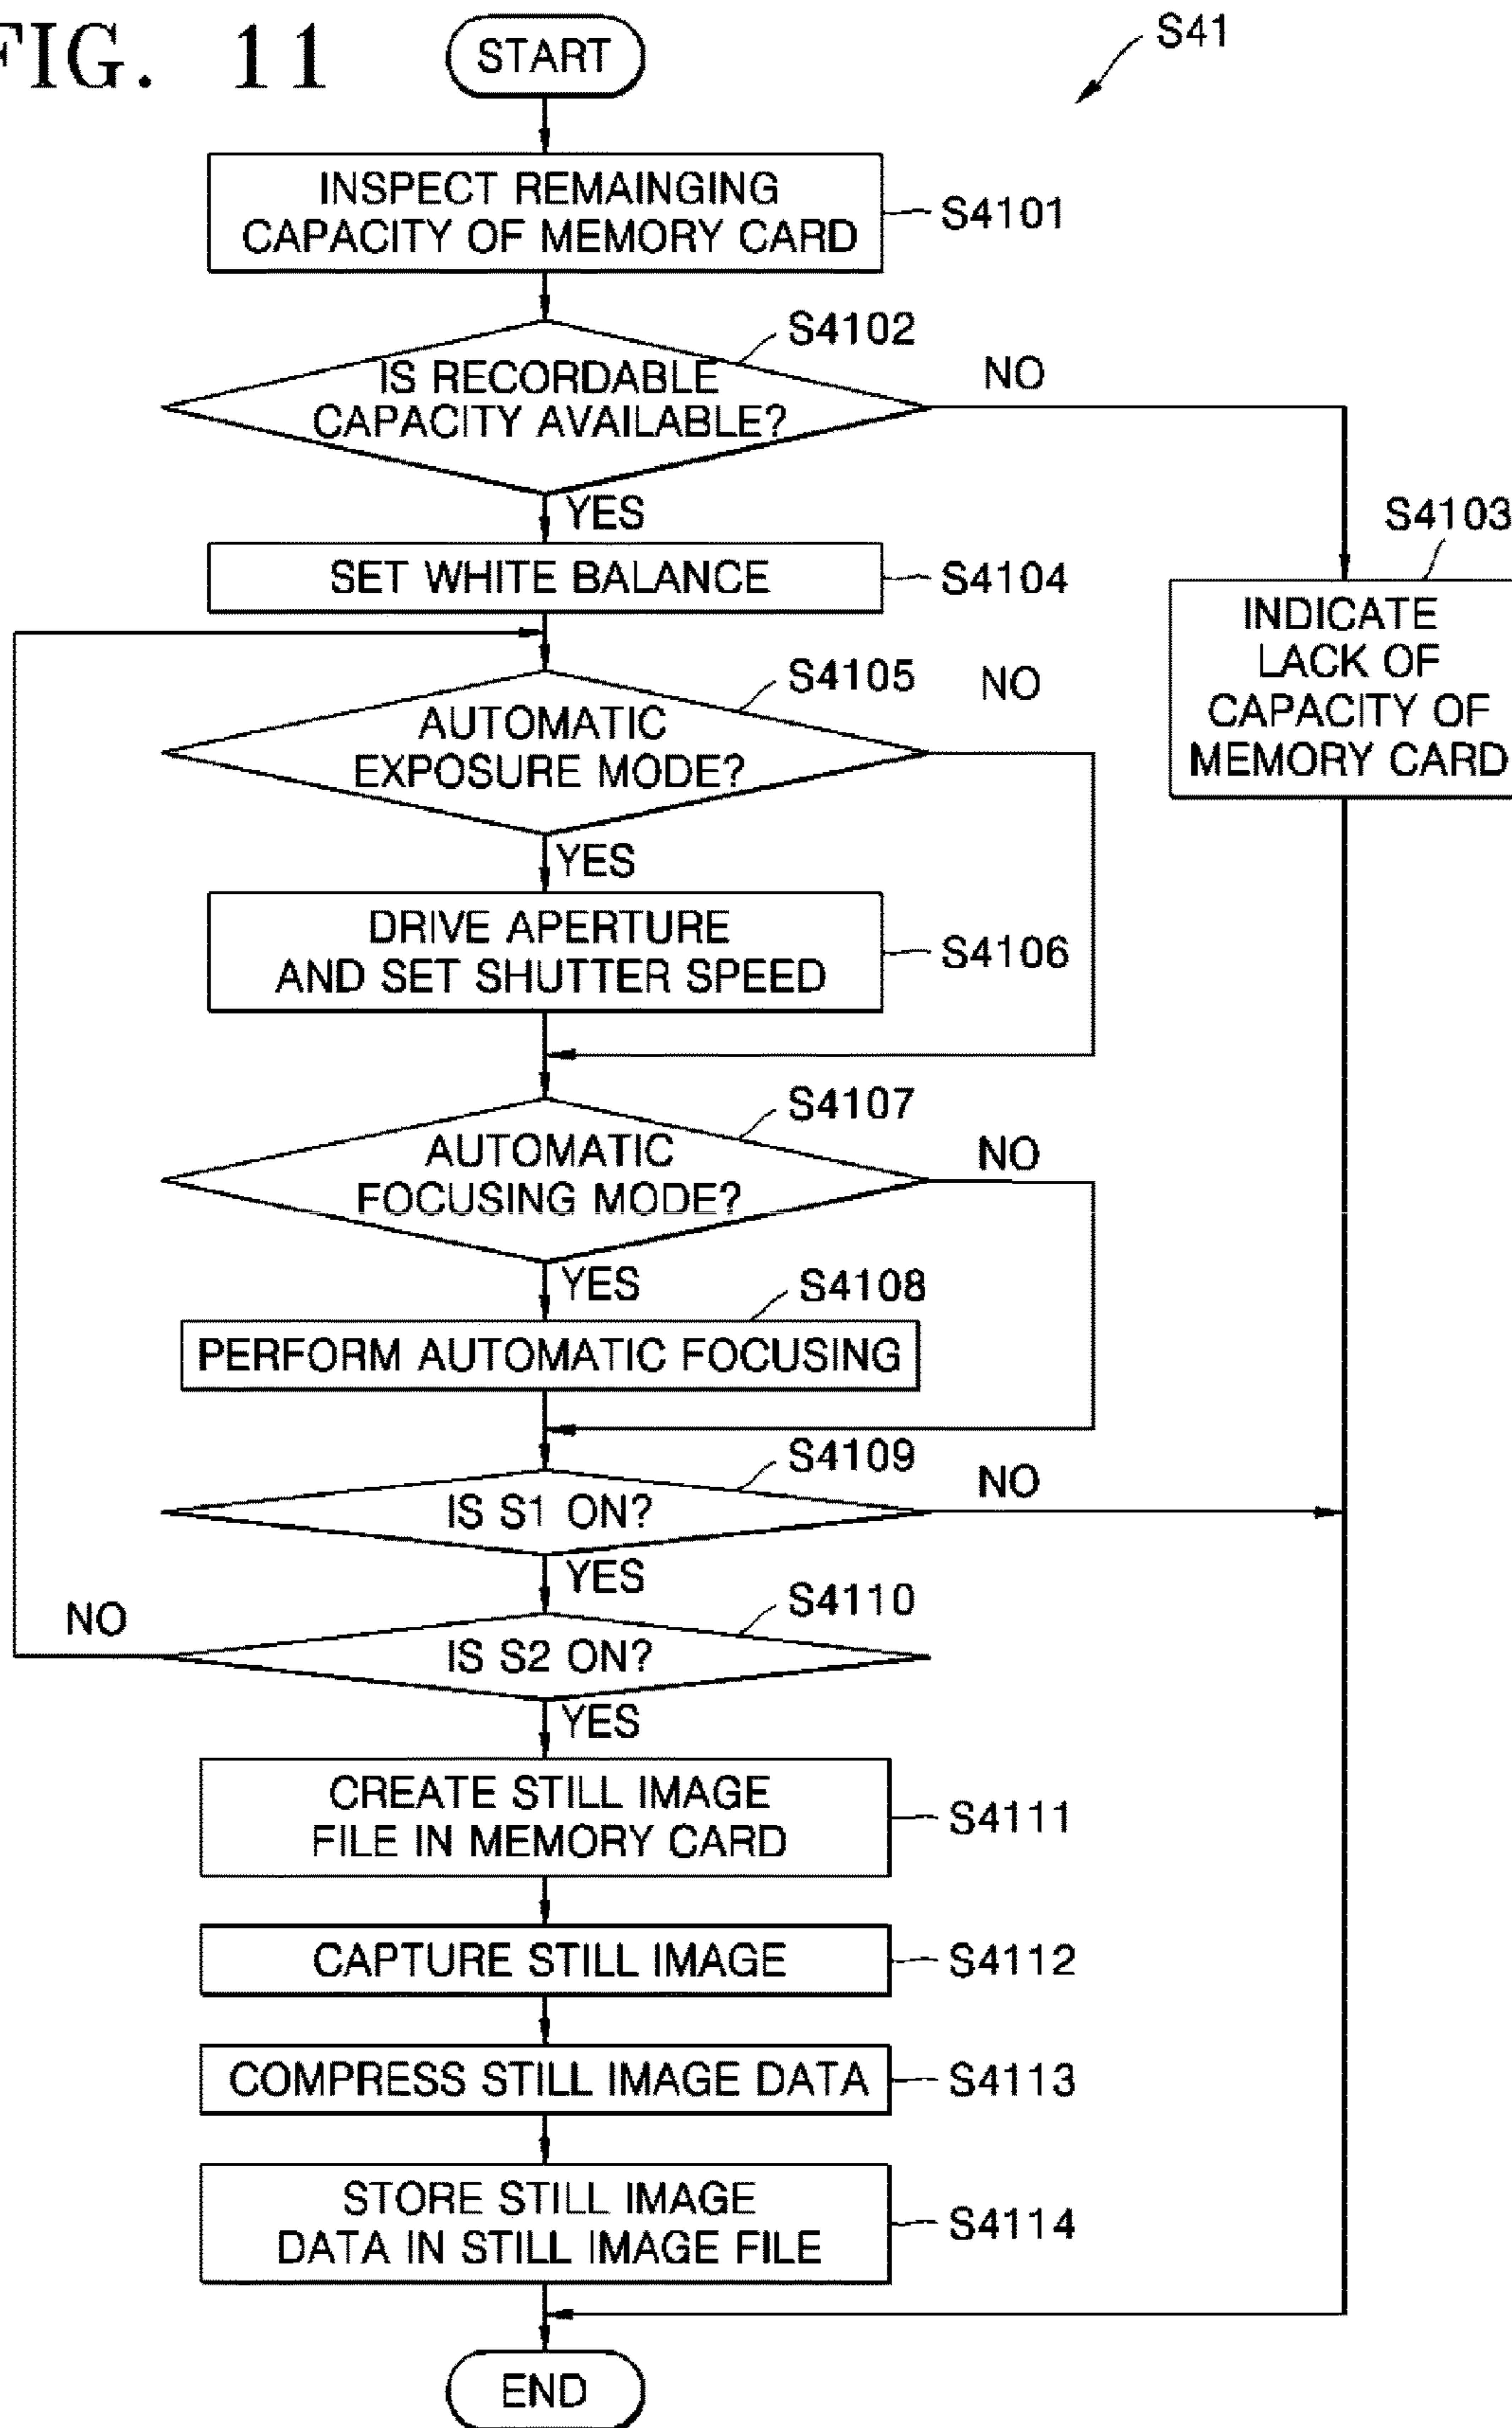 FIG. 11
START
S41
INSPECT REMAINGING
CAPACITY OF MEMORY CARD
S4101
S4102
IS RECORDABLE
CAPACITY AVAILABLE?
NO
YES
S4103
INDICATE
LACK OF
CAPACITY OF
MEMORY CARD
SET WHITE BALANCE
S4104
S4105
AUTOMATIC
EXPOSURE MODE?
NO
YES
DRIVE APERTURE
AND SET SHUTTER SPEED
S4106
S4107
AUTOMATIC
FOCUSING MODE?
NO
YES
S4108
PERFORM AUTOMATIC FOCUSING
S4109
IS S1 ON?
NO
YES
S4110
IS S2 ON?
NO
YES
CREATE STILL IMAGE
FILE IN MEMORY CARD
S4111
CAPTURE STILL IMAGE
S4112
COMPRESS STILL IMAGE DATA
S4113
STORE STILL IMAGE
DATA IN STILL IMAGE FILE
S4114
END